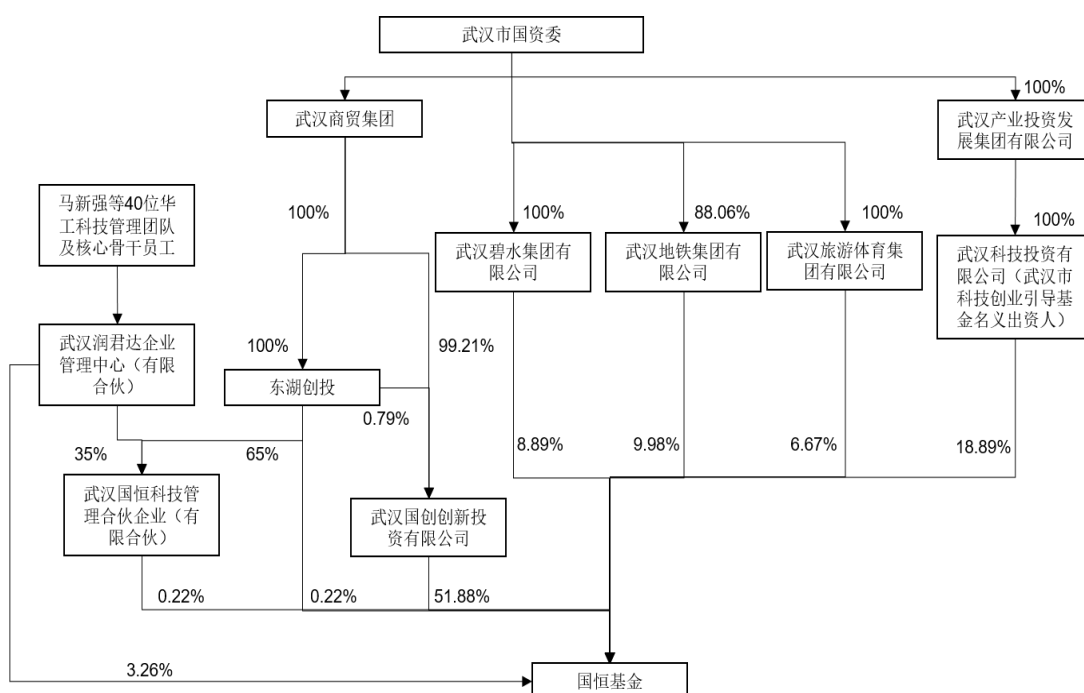 武汉市国资委
100%
武汉商贸集团
武汉产业投资发
展集团有限公司
马新强等40位华
工科技管理团队
及核心骨干员工
100%
100%
88.06%
100%
100%
武汉碧水集团有
限公司
武汉地铁集团有
限公司
武汉旅游体育集
团有限公司
武汉科技投资有
限公司（武汉市
科技创业引导基
金名义出资人）
武汉润君达企业
管理中心（有限
合伙）
100%
99.21%
东湖创投
0.79%
35%
65%
8.89%
9.98%
6.67%
18.89%
武汉国恒科技管
理合伙企业（有
限合伙）
武汉国创创新投
资有限公司
0.22%
0.22%
51.88%
3.26%
国恒基金